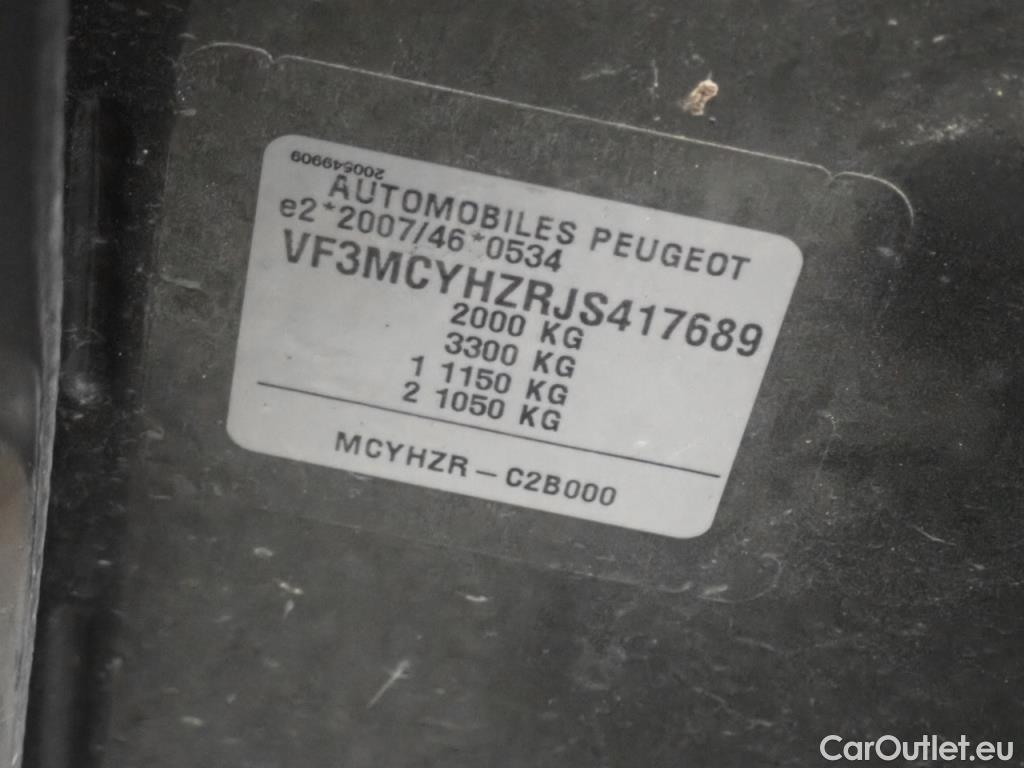 200549909
AUTOMOBILES PEUGEOT
e2*2007/46*0534
VF3MCYHZRJS417689
2000 KG
3300 KG
1 1150 KG
2 1050 KG
MCYHZR – C2B000
CarOutlet.eu